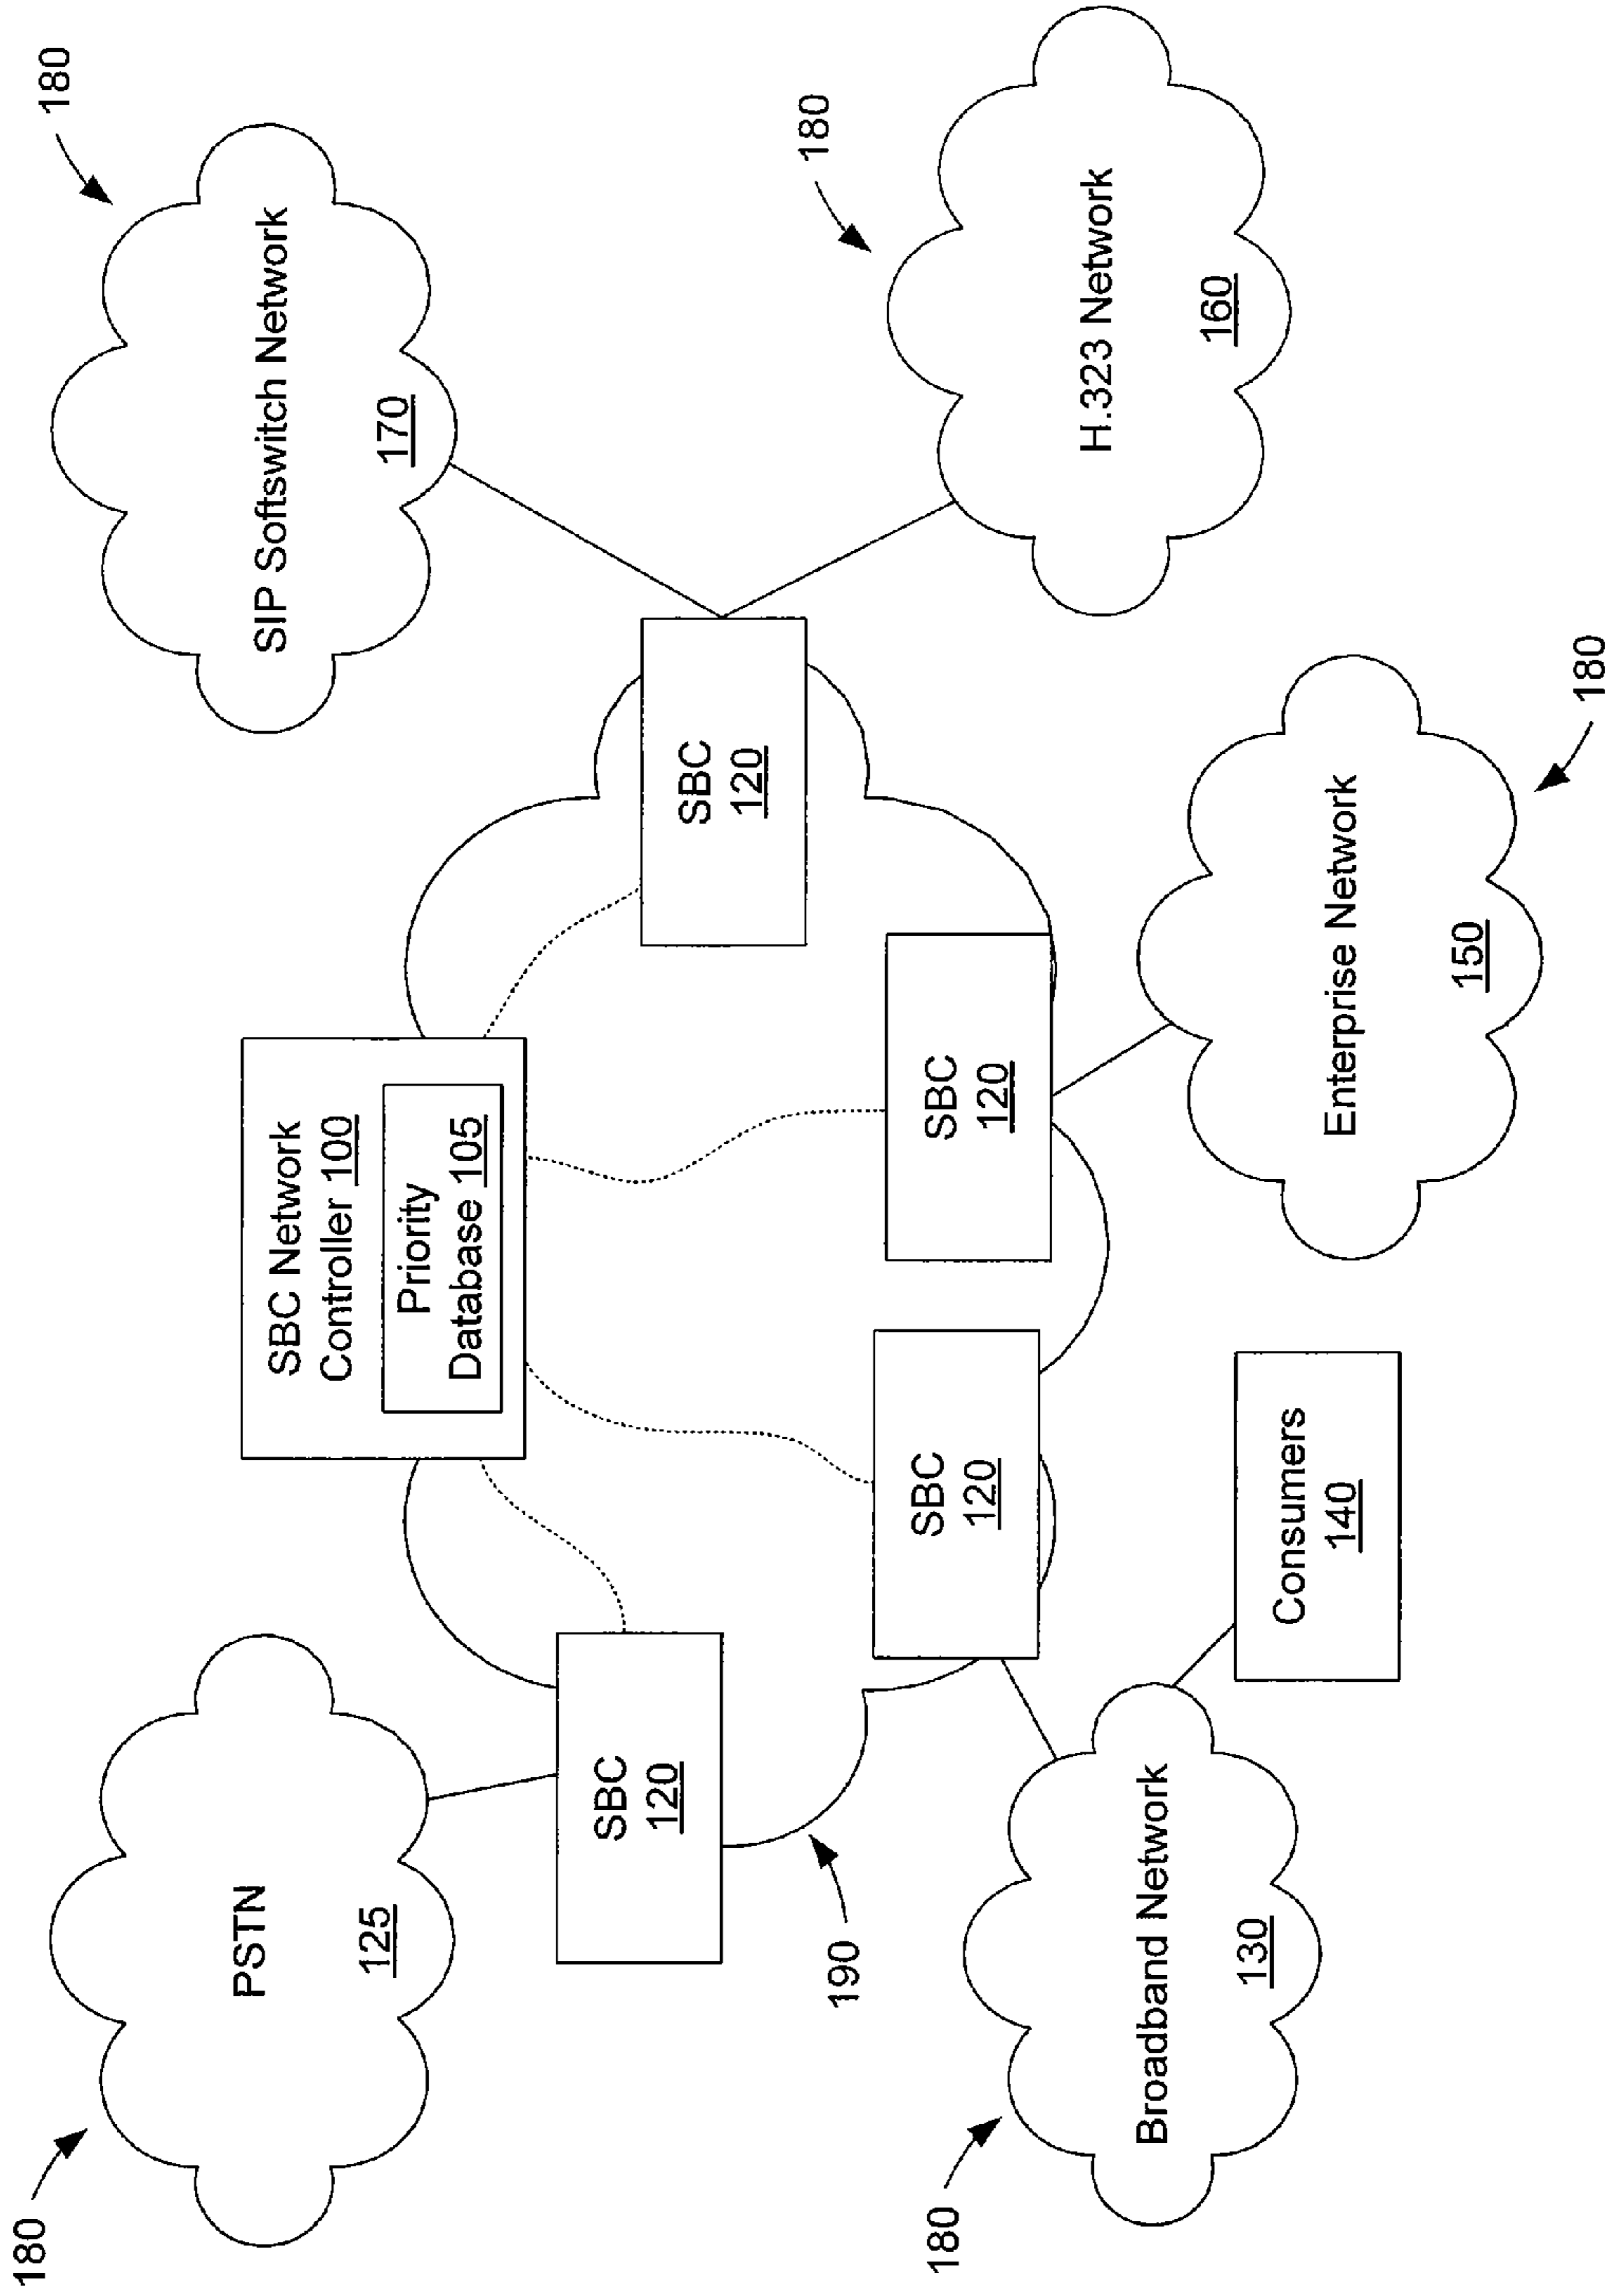 180
PSTN
125
SBC Network
Controller 100
Priority
Database 105
180
SIP Softswitch Network
170
SBC
120
SBC
120
180
H.323 Network
160
190
SBC
120
SBC
120
180
Broadband Network
130
Consumers
140
Enterprise Network
150
180